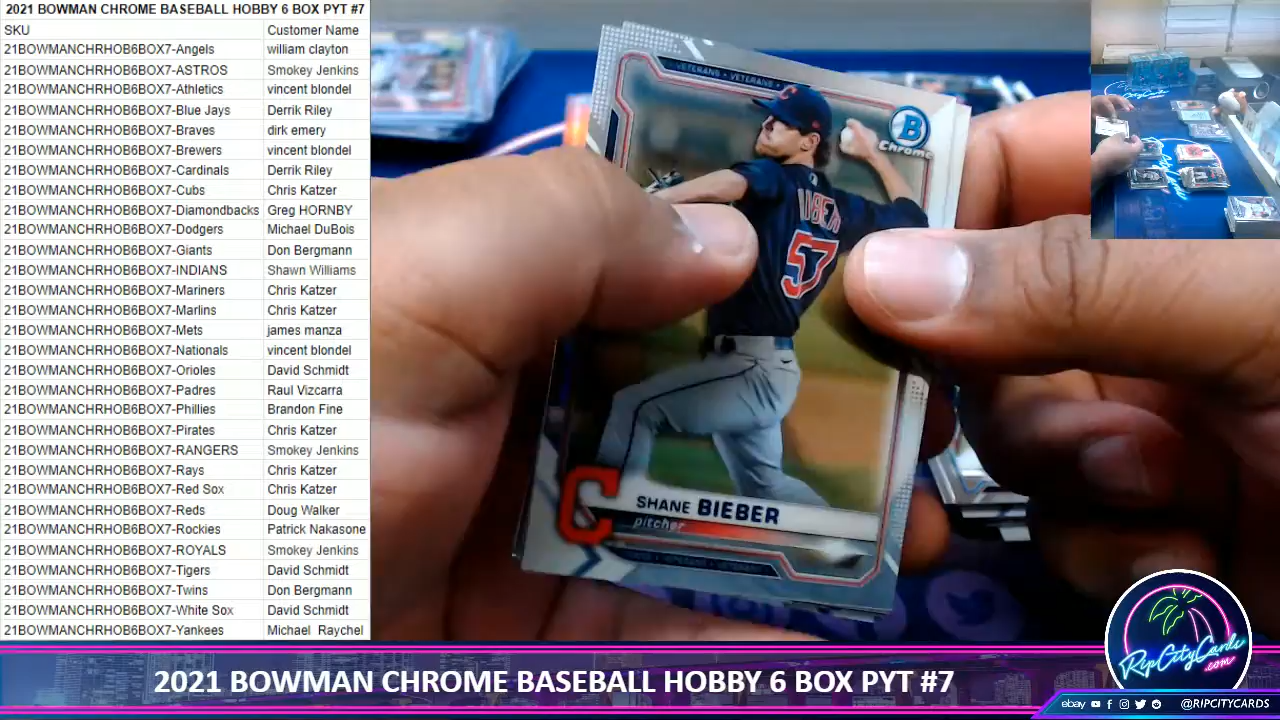 2021 BOWMAN CHROME BASEBALL HOBBY 6 BOX PYT #7
SKU Customer Name
21BOWMANCHRHOB6BOX7-Angels william clayton
21BOWMANCHRHOB6BOX7-ASTROS Smokey Jenkins
21BOWMANCHRHOB6BOX7-Athletics vincent blondel
21BOWMANCHRHOB6BOX7-Blue Jays Derrik Riley
21BOWMANCHRHOB6BOX7-Braves dirk emery
21BOWMANCHRHOB6BOX7-Brewers vincent blondel
21BOWMANCHRHOB6BOX7-Cardinals Derrik Riley
21BOWMANCHRHOB6BOX7-Cubs Chris Katzer
21BOWMANCHRHOB6BOX7-Diamondbacks Greg HORNBY
21BOWMANCHRHOB6BOX7-Dodgers Michael DuBois
21BOWMANCHRHOB6BOX7-Giants Don Bergmann
21BOWMANCHRHOB6BOX7-INDIANS Shawn Williams
21BOWMANCHRHOB6BOX7-Mariners Chris Katzer
21BOWMANCHRHOB6BOX7-Marlins Chris Katzer
21BOWMANCHRHOB6BOX7-Mets james manza
21BOWMANCHRHOB6BOX7-Nationals vincent blondel
21BOWMANCHRHOB6BOX7-Orioles David Schmidt
21BOWMANCHRHOB6BOX7-Padres Raul Vizcarra
21BOWMANCHRHOB6BOX7-Phillies Brandon Fine
21BOWMANCHRHOB6BOX7-Pirates Chris Katzer
21BOWMANCHRHOB6BOX7-RANGERS Smokey Jenkins
21BOWMANCHRHOB6BOX7-Rays Chris Katzer
21BOWMANCHRHOB6BOX7-Red Sox Chris Katzer
21BOWMANCHRHOB6BOX7-Reds Doug Walker
21BOWMANCHRHOB6BOX7-Rockies Patrick Nakasone
21BOWMANCHRHOB6BOX7-ROYALS Smokey Jenkins
21BOWMANCHRHOB6BOX7-Tigers David Schmidt
21BOWMANCHRHOB6BOX7-Twins Don Bergmann
21BOWMANCHRHOB6BOX7-White Sox David Schmidt
21BOWMANCHRHOB6BOX7-Yankees Michael Raychel
VETERANS • VETERANS
C
B
Chrome
57
C
SHANE BIEBER
pitcher
VETERANS
2021 BOWMAN CHROME BASEBALL HOBBY 6 BOX PYT #7
RipCityCards
.com
ebay @RIPCITYCARDS